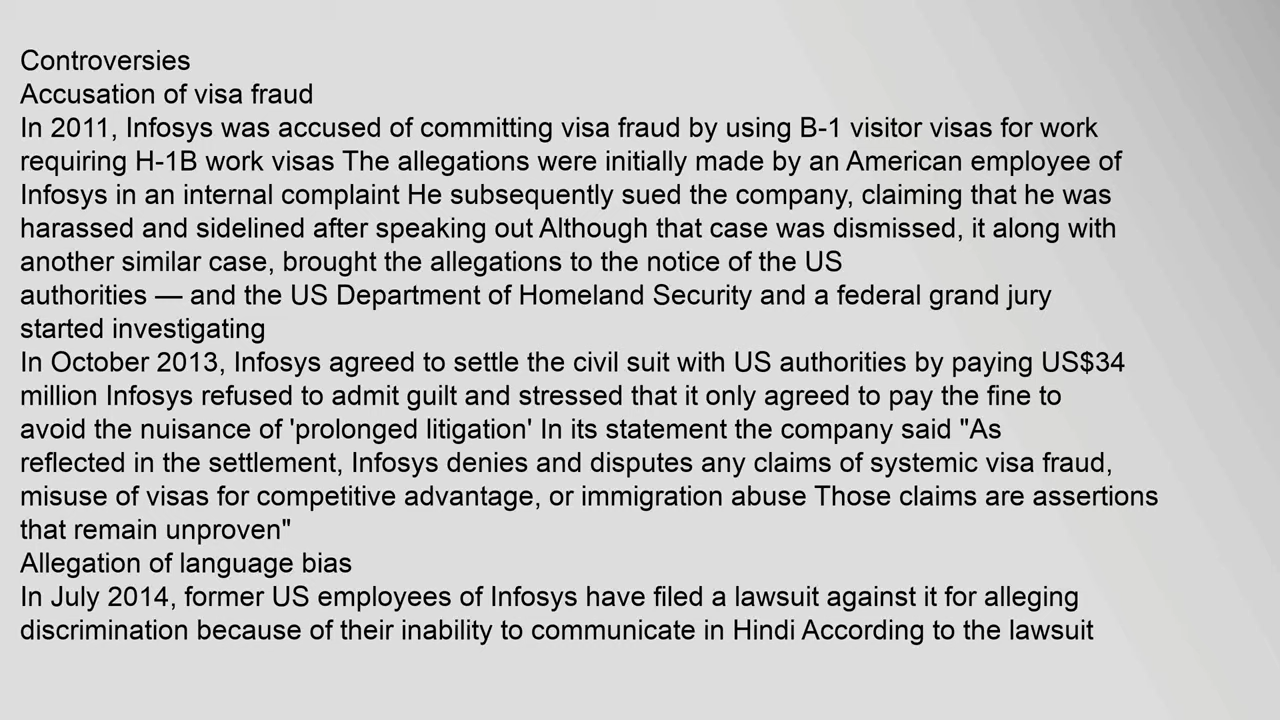 Controversies
Accusation of visa fraud
In 2011, Infosys was accused of committing visa fraud by using B-1 visitor visas for work
requiring H-1B work visas The allegations were initially made by an American employee of
Infosys in an internal complaint He subsequently sued the company, claiming that he was
harassed and sidelined after speaking out Although that case was dismissed, it along with
another similar case, brought the allegations to the notice of the US
authorities — and the US Department of Homeland Security and a federal grand jury
started investigating
In October 2013, Infosys agreed to settle the civil suit with US authorities by paying US$34
million Infosys refused to admit guilt and stressed that it only agreed to pay the fine to
avoid the nuisance of 'prolonged litigation' In its statement the company said "As
reflected in the settlement, Infosys denies and disputes any claims of systemic visa fraud,
misuse of visas for competitive advantage, or immigration abuse Those claims are assertions
that remain unproven"
Allegation of language bias
In July 2014, former US employees of Infosys have filed a lawsuit against it for alleging
discrimination because of their inability to communicate in Hindi According to the lawsuit